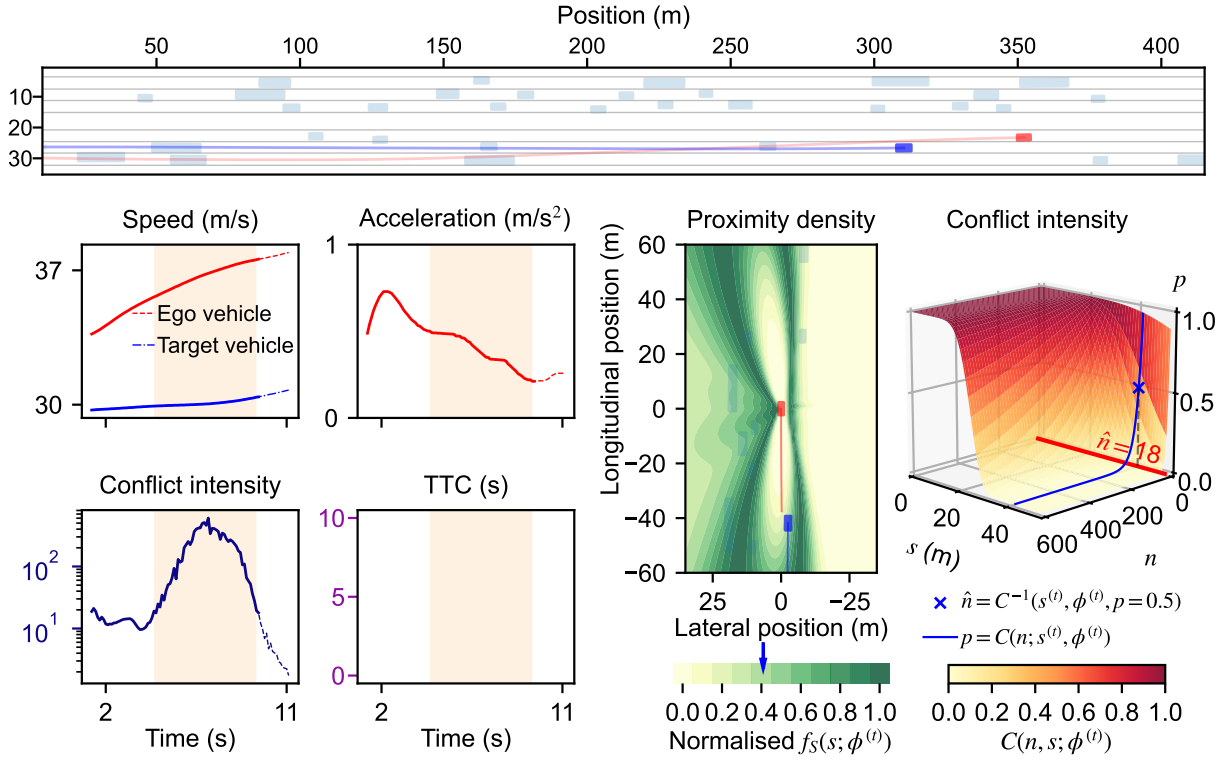 Position (m)
50 100 150 200 250 300 350 400
10
20
30
Speed (m/s)
37
30
Ego vehicle
Target vehicle
Acceleration (m/s²)
1
0
Proximity density
Longitudinal position (m)
60
40
20
0
−20
−40
−60
25 0 −25
Lateral position (m)
0.0 0.2 0.4 0.6 0.8 1.0
Normalised f_S(s; ϕ^(t))
Conflict intensity
p
1.0
0.5
0.0
n̂ = 18
0 20 40
s (m)
600 400 200 0
n
n̂ = C⁻¹(s^(t), ϕ^(t), p = 0.5)
p = C(n; s^(t), ϕ^(t))
0.0 0.2 0.4 0.6 0.8 1.0
C(n, s; ϕ^(t))
Conflict intensity
10²
10¹
2 11
Time (s)
TTC (s)
10
5
0
2 11
Time (s)